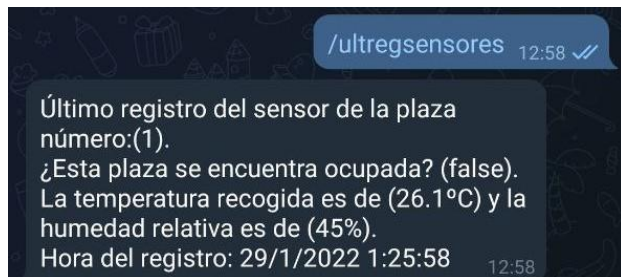 /ultregsensores 12:58
Último registro del sensor de la plaza
número:(1).
¿Esta plaza se encuentra ocupada? (false).
La temperatura recogida es de (26.1ºC) y la
humedad relativa es de (45%).
Hora del registro: 29/1/2022 1:25:58 12:58